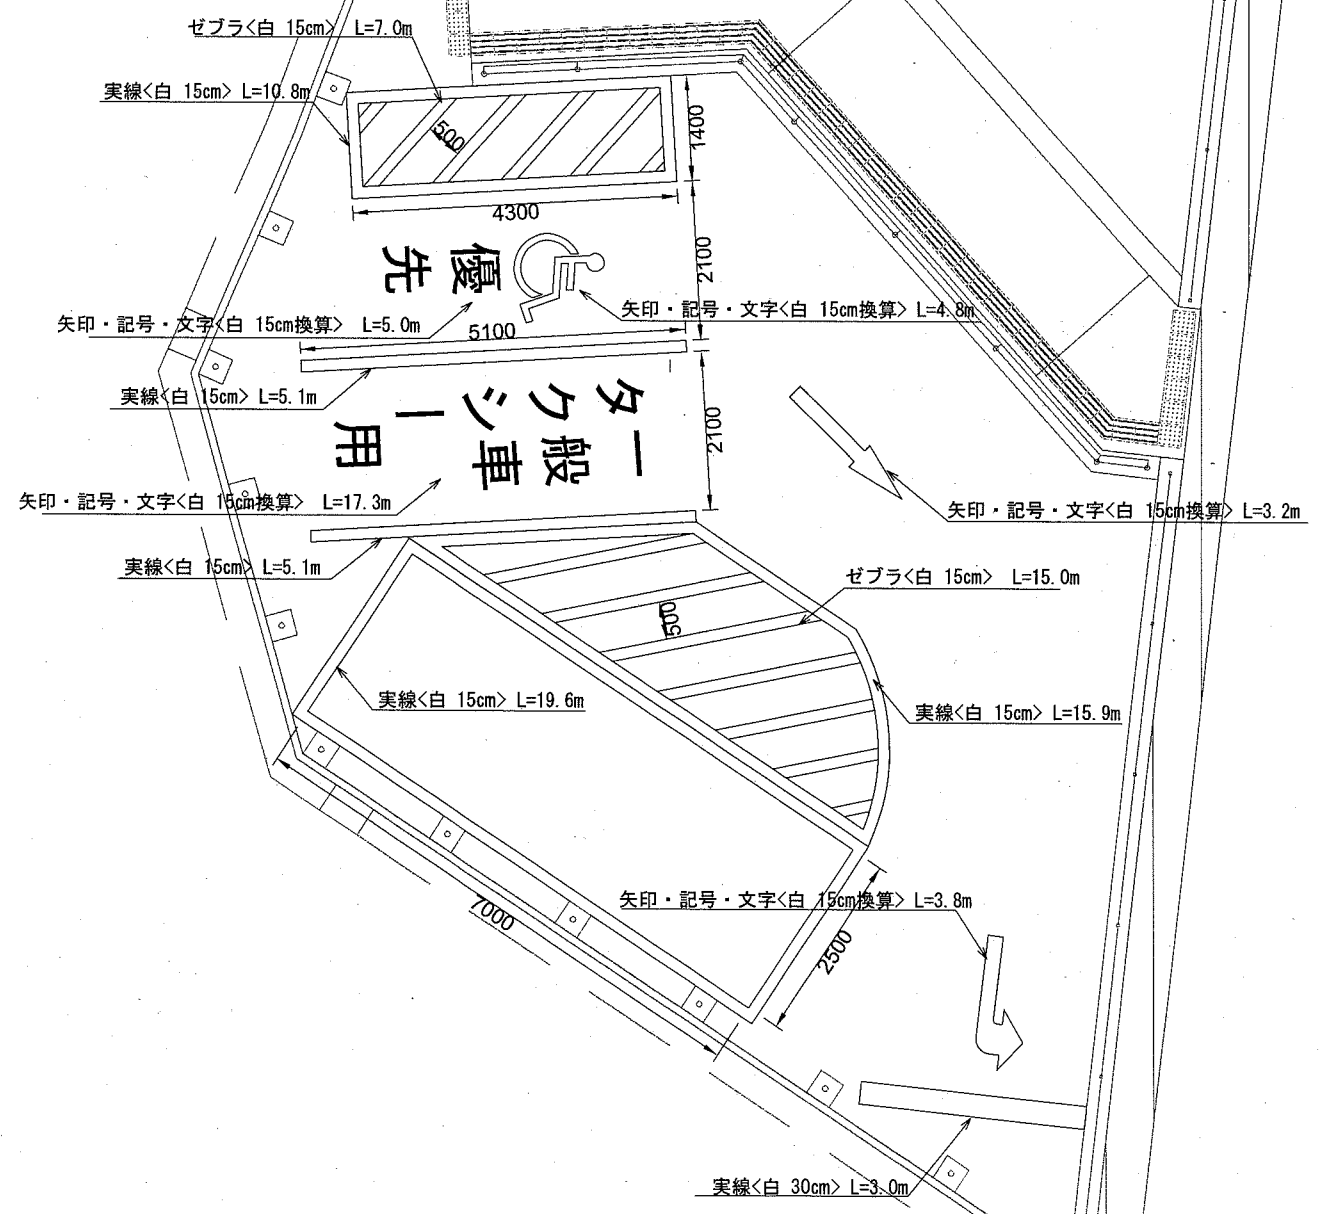 ゼブラ<白 15cm> L=7.0m
実線<白 15cm> L=10.8m
500
1400
4300
2100
優先
矢印・記号・文字<白 15cm換算> L=5.0m
矢印・記号・文字<白 15cm換算> L=4.8m
5100
実線<白 15cm> L=5.1m
タクシー
一般車用
2100
矢印・記号・文字<白 15cm換算> L=17.3m
矢印・記号・文字<白 15cm換算> L=3.2m
実線<白 15cm> L=5.1m
ゼブラ<白 15cm> L=15.0m
500
実線<白 15cm> L=19.6m
実線<白 15cm> L=15.9m
矢印・記号・文字<白 15cm換算> L=3.8m
7000
2500
実線<白 30cm> L=3.0m